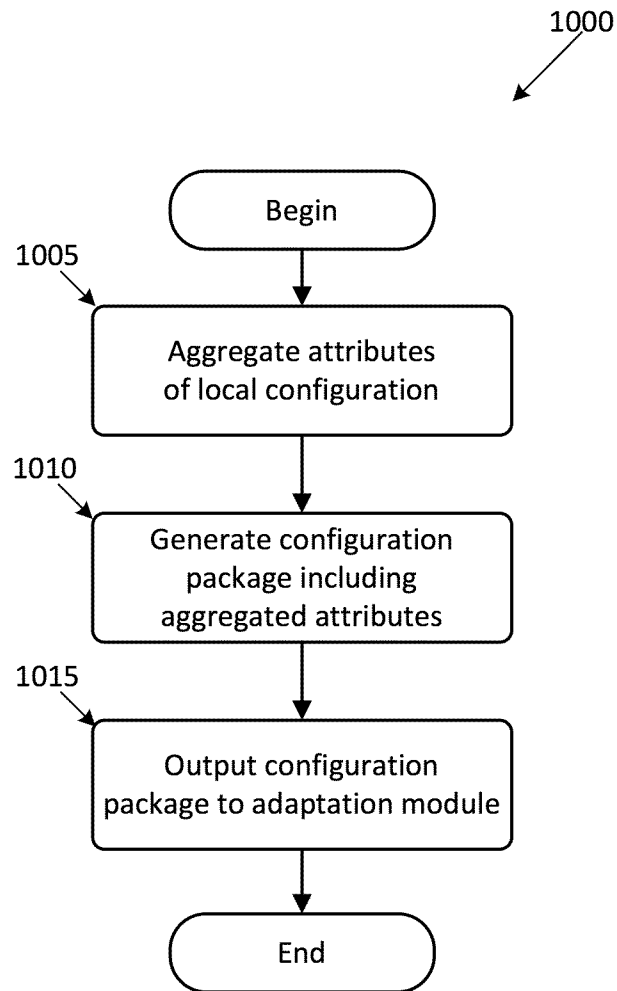 1000
Begin
1005
Aggregate attributes
of local configuration
1010
Generate configuration
package including
aggregated attributes
1015
Output configuration
package to adaptation module
End